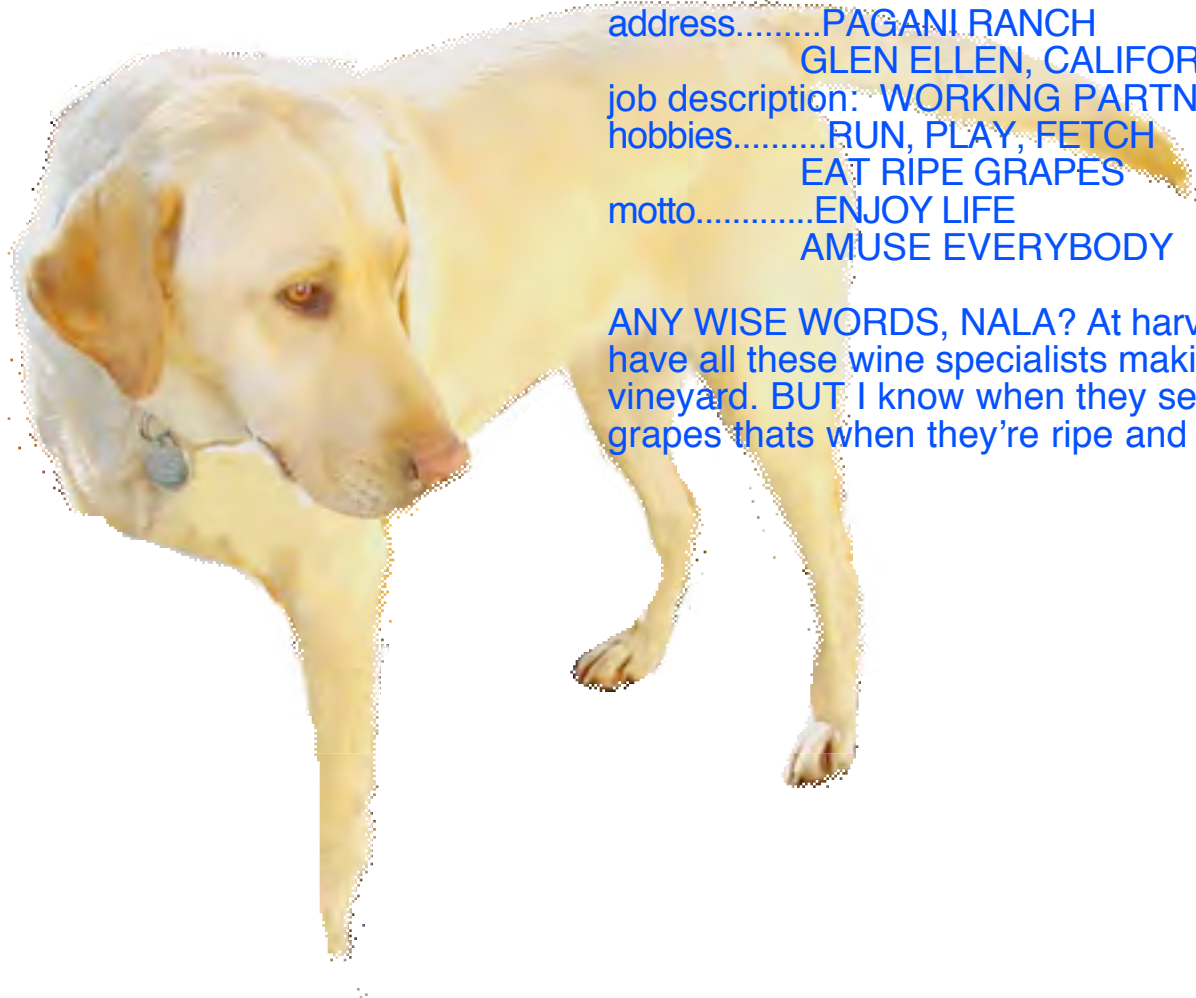 address.........PAGANI RANCH
GLEN ELLEN, CALIFOR
job description: WORKING PARTN
hobbies..........RUN, PLAY, FETCH
EAT RIPE GRAPES
motto.............ENJOY LIFE
AMUSE EVERYBODY
ANY WISE WORDS, NALA? At harv
have all these wine specialists maki
vineyard. BUT I know when they se
grapes thats when they're ripe and